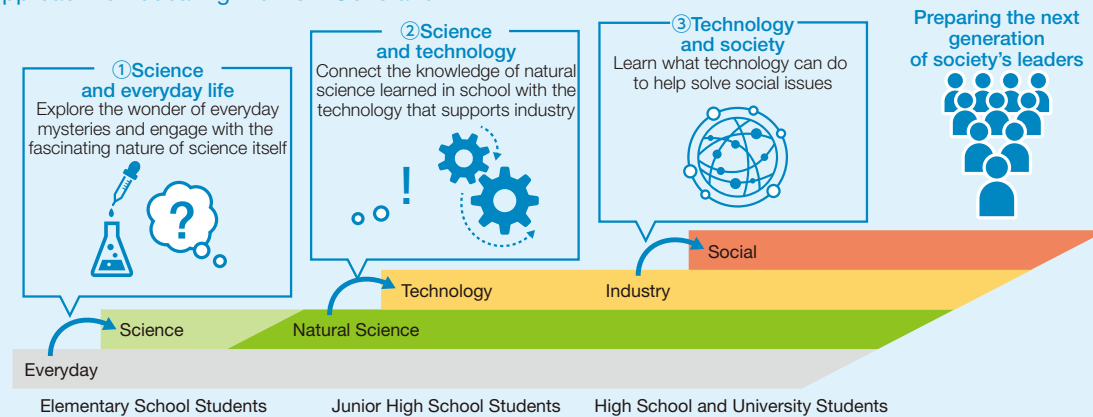 ①Science
and everyday life
Explore the wonder of everyday
mysteries and engage with the
fascinating nature of science itself
?
②Science
and technology
Connect the knowledge of natural
science learned in school with the
technology that supports industry
!
③Technology
and society
Learn what technology can do
to help solve social issues
Preparing the next
generation
of society's leaders
Social
Technology
Industry
Science
Natural Science
Everyday
Elementary School Students
Junior High School Students
High School and University Students